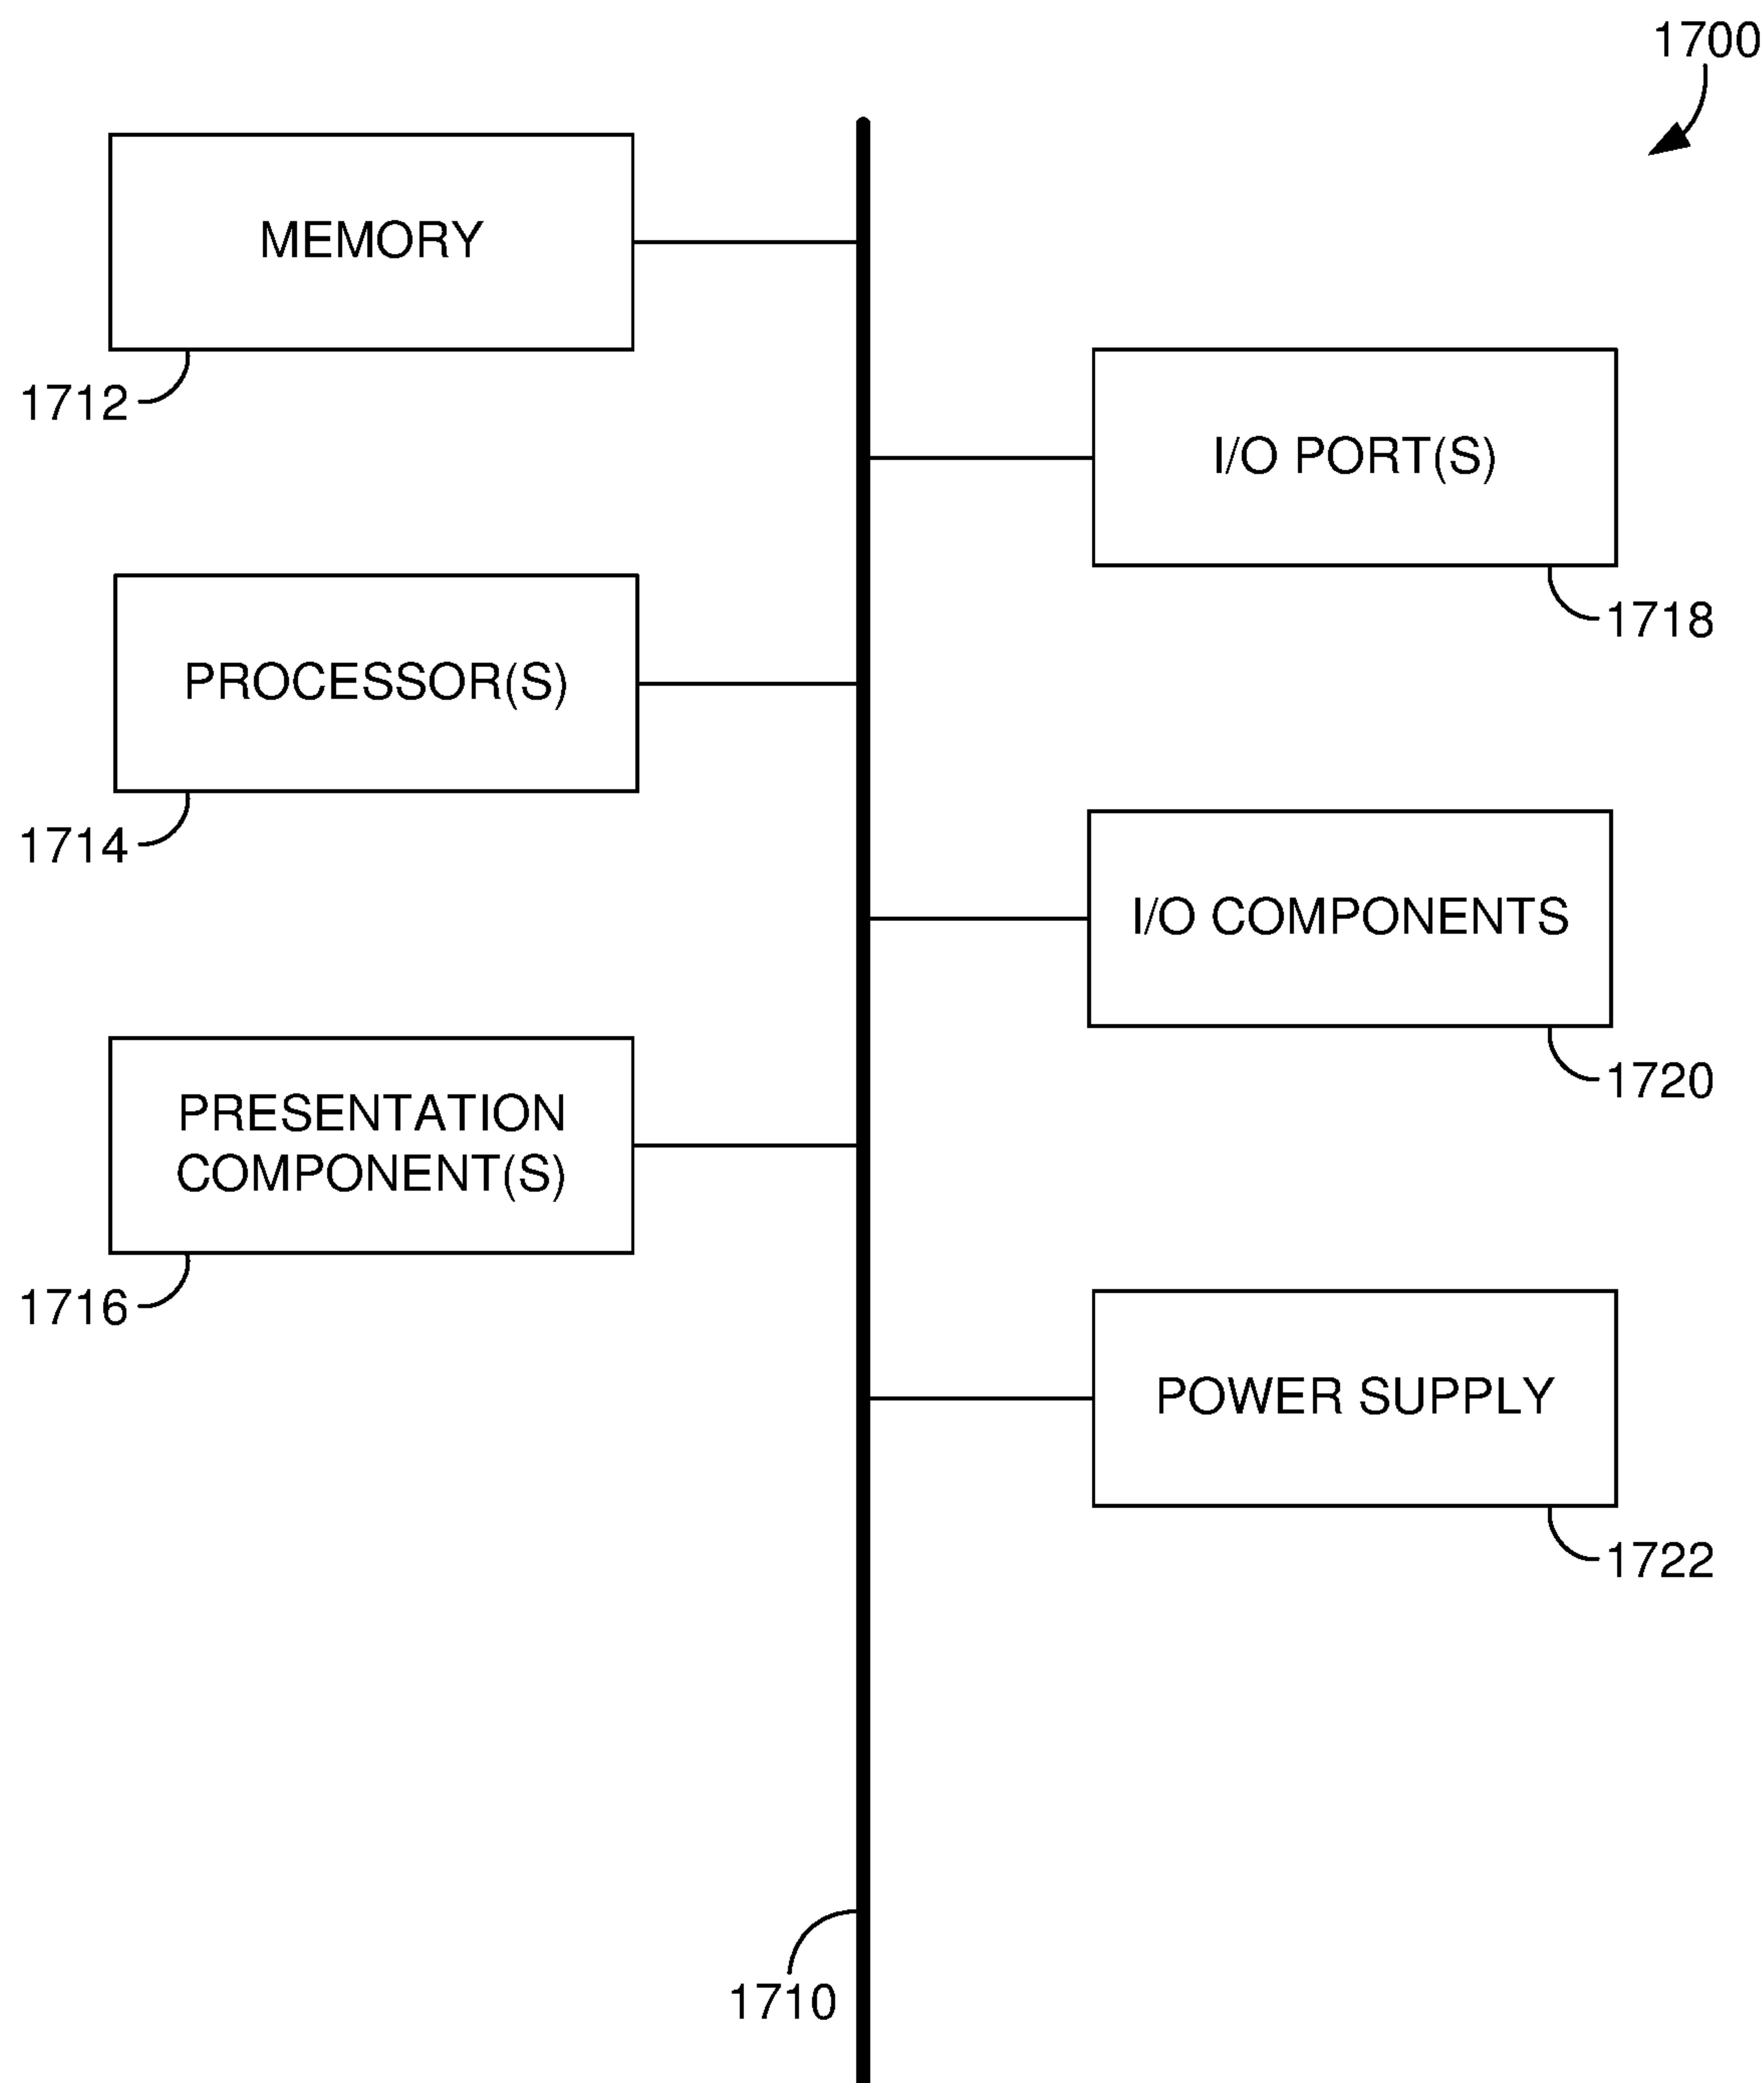 1700
MEMORY
1712
I/O PORT(S)
1718
PROCESSOR(S)
1714
I/O COMPONENTS
1720
PRESENTATION
COMPONENT(S)
1716
POWER SUPPLY
1722
1710